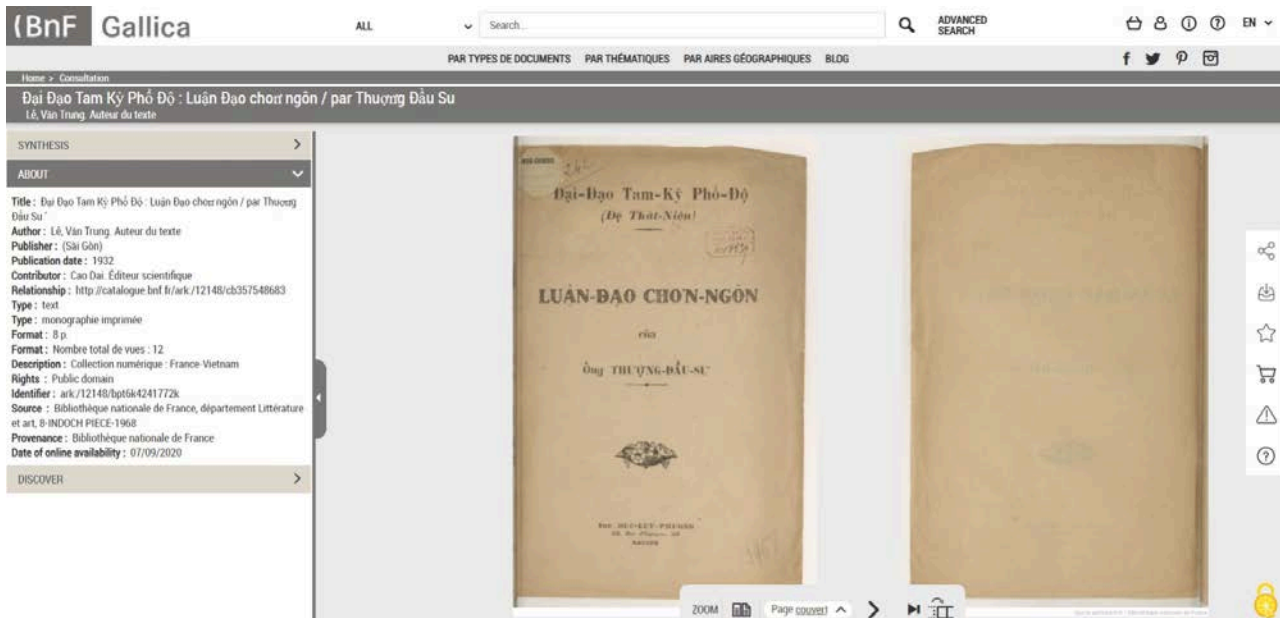 (BnF Gallica
ALL
Search...
ADVANCED
SEARCH
EN
PAR TYPES DE DOCUMENTS PAR THÉMATIQUES PAR AIRES GÉOGRAPHIQUES BLOG
Home > Consultation
Đại Đạo Tam Kỳ Phổ Độ : Luận Đạo chơn ngôn / par Thượng Đầu Su
Lê, Văn Trung. Auteur du texte
SYNTHESIS
ABOUT
Title : Đại Đạo Tam Kỳ Phổ Độ : Luận Đạo chơn ngôn / par Thượng
Đầu Su
Author : Lê, Văn Trung. Auteur du texte
Publisher : (Sài Gòn)
Publication date : 1932
Contributor : Cao Dai. Éditeur scientifique
Relationship : http://catalogue.bnf.fr/ark:/12148/cb357548683
Type : text
Type : monographie imprimée
Format : 8 p.
Format : Nombre total de vues : 12
Description : Collection numérique : France-Vietnam
Rights : Public domain
Identifier : ark:/12148/bpt6k4241772k
Source : Bibliothèque nationale de France, département Littérature
et art, 8-INDOCH PIECE-1968
Provenance : Bibliothèque nationale de France
Date of online availability : 07/09/2020
DISCOVER
Đại-Đạo Tam-Kỳ Phổ-Độ
(Đệ Thất-Niên)
LUẬN-ĐẠO CHƠN-NGÔN
của
Ông THƯỢNG-ĐẦU-SƯ
ZOOM
Page couvert